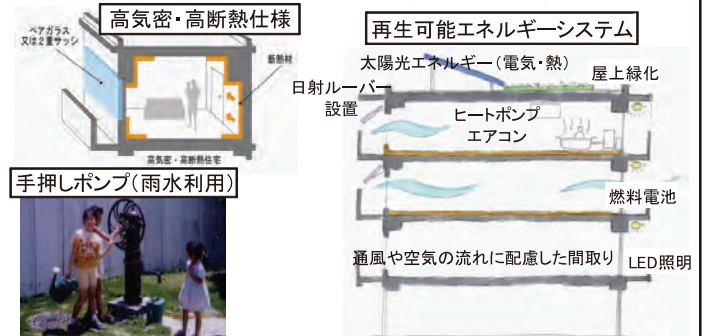 高気密・高断熱仕様
ペアガラス
又は2重サッシ
断熱材
高気密・高断熱住宅
手押しポンプ(雨水利用)
再生可能エネルギーシステム
太陽光エネルギー(電気・熱)
屋上緑化
日射ルーバー
設置
ヒートポンプ
エアコン
燃料電池
通風や空気の流れに配慮した間取り
LED照明